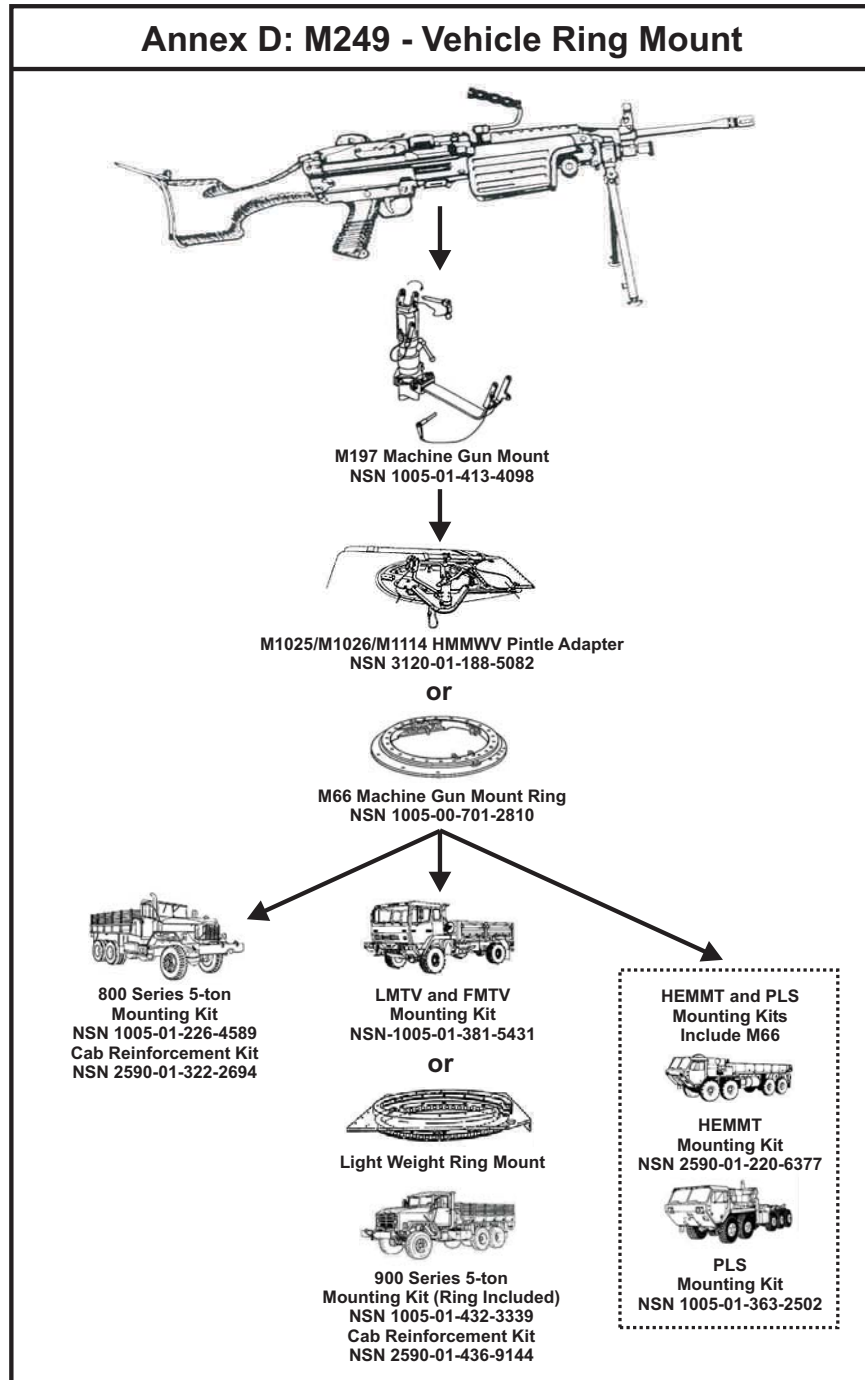 Annex D: M249 - Vehicle Ring Mount
M197 Machine Gun Mount
NSN 1005-01-413-4098
M1025/M1026/M1114 HMMWV Pintle Adapter
NSN 3120-01-188-5082
or
M66 Machine Gun Mount Ring
NSN 1005-00-701-2810
800 Series 5-ton
Mounting Kit
NSN 1005-01-226-4589
Cab Reinforcement Kit
NSN 2590-01-322-2694
LMTV and FMTV
Mounting Kit
NSN-1005-01-381-5431
or
Light Weight Ring Mount
900 Series 5-ton
Mounting Kit (Ring Included)
NSN 1005-01-432-3339
Cab Reinforcement Kit
NSN 2590-01-436-9144
HEMMT and PLS
Mounting Kits
Include M66
HEMMT
Mounting Kit
NSN 2590-01-220-6377
PLS
Mounting Kit
NSN 1005-01-363-2502